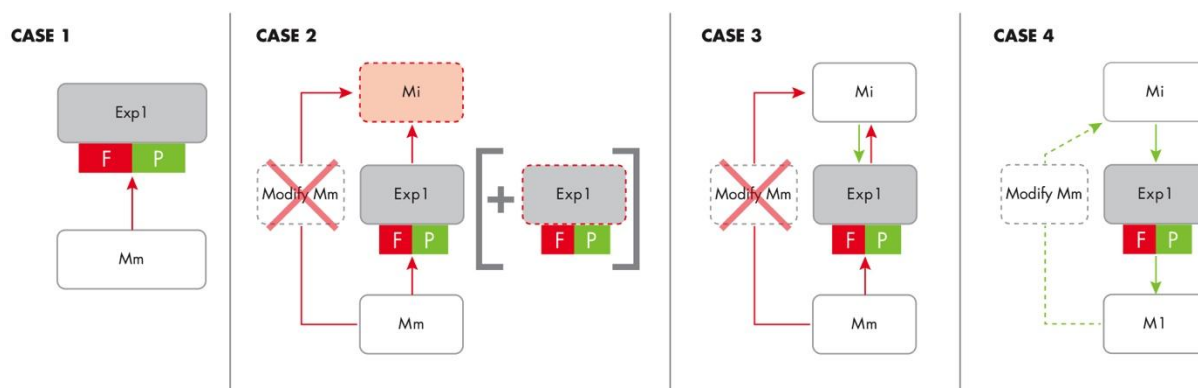 CASE 1
Exp1
F P
Mm
CASE 2
Mi
Modify Mm
Exp1
F P
+
Exp1
F P
Mm
CASE 3
Mi
Modify Mm
Exp1
F P
Mm
CASE 4
Mi
Modify Mm
Exp1
F P
M1